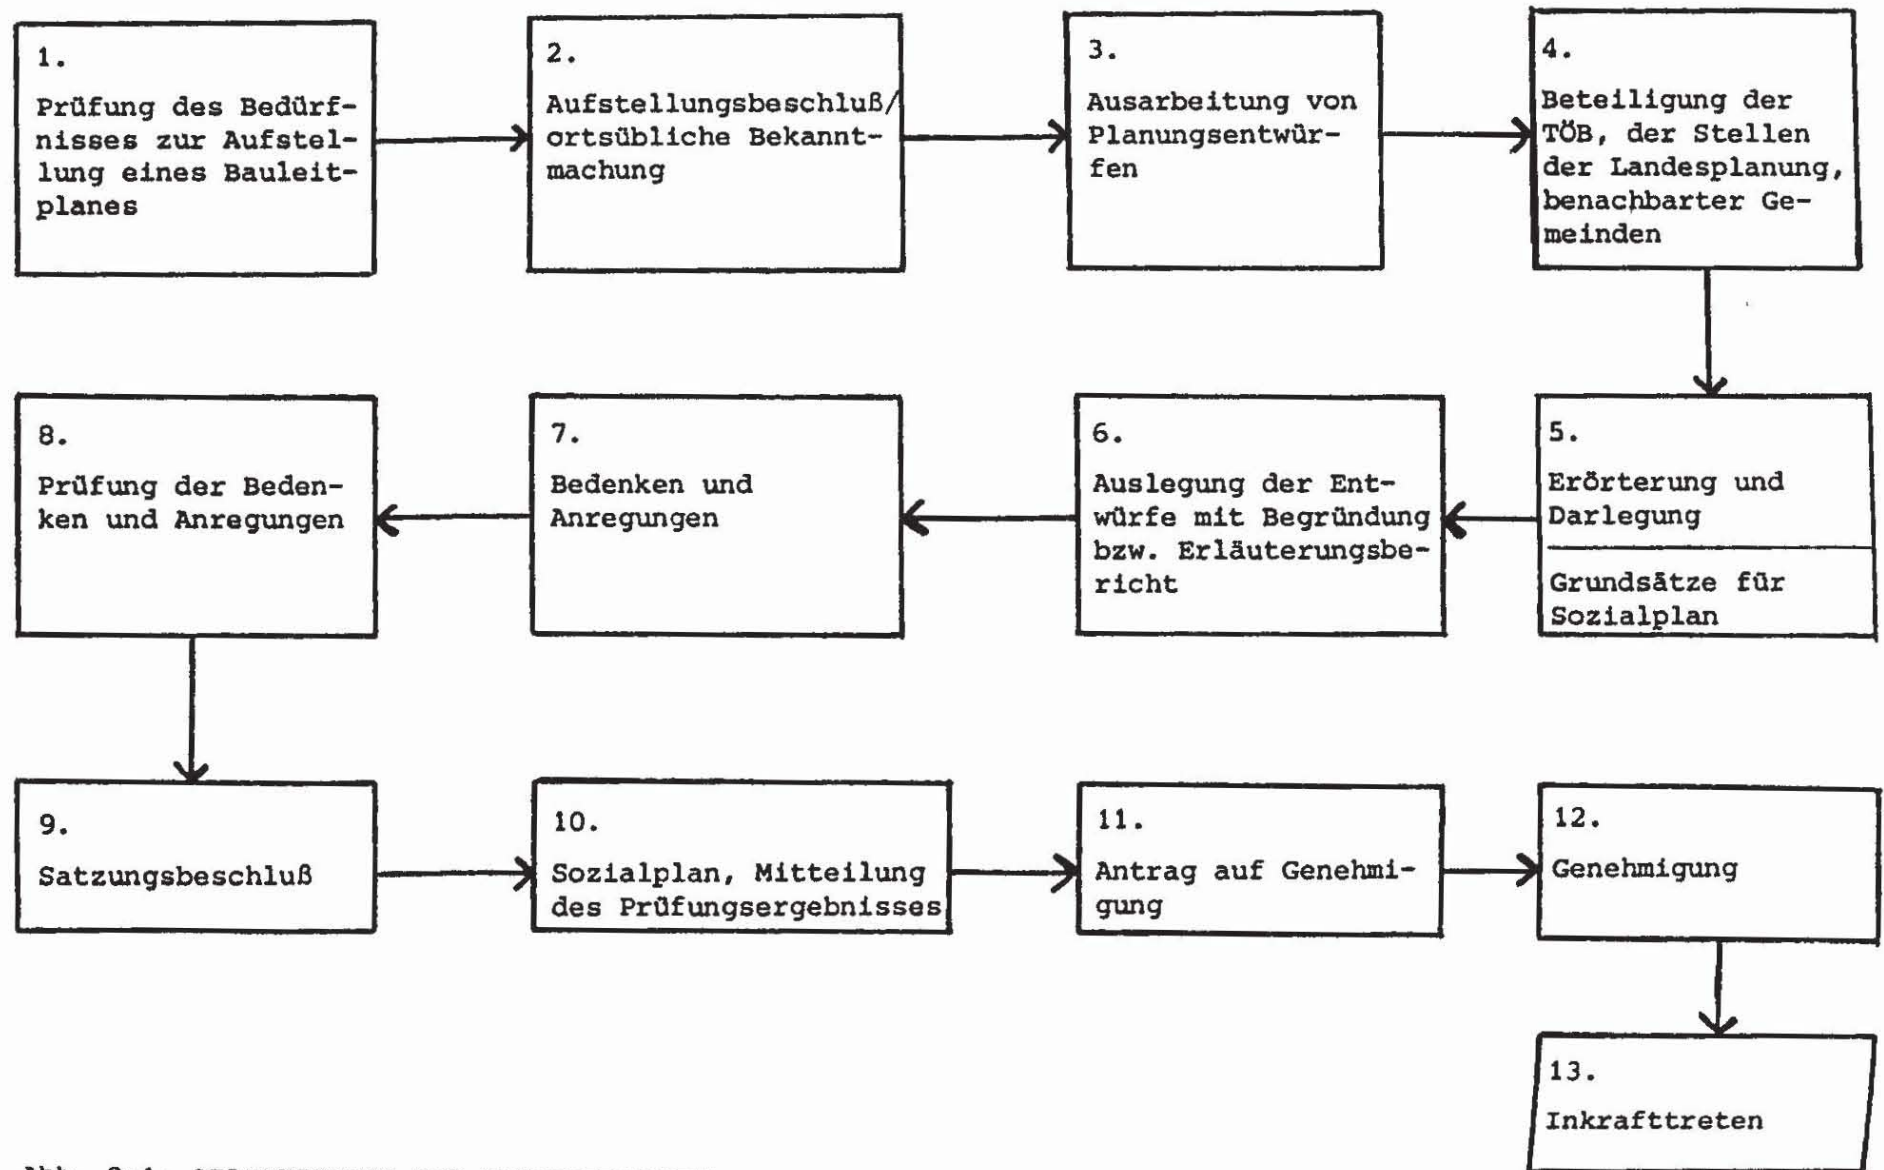 1.
Prüfung des Bedürf-
nisses zur Aufstel-
lung eines Bauleit-
planes
2.
Aufstellungsbeschluß/
ortsübliche Bekannt-
machung
3.
Ausarbeitung von
Planungsentwür-
fen
4.
Beteiligung der
TÖB, der Stellen
der Landesplanung,
benachbarter Ge-
meinden
5.
Erörterung und
Darlegung
Grundsätze für
Sozialplan
6.
Auslegung der Ent-
würfe mit Begründung
bzw. Erläuterungsbe-
richt
7.
Bedenken und
Anregungen
8.
Prüfung der Beden-
ken und Anregungen
9.
Satzungsbeschluß
10.
Sozialplan, Mitteilung
des Prüfungsergebnisses
11.
Antrag auf Genehmi-
gung
12.
Genehmigung
13.
Inkrafttreten
Abb.